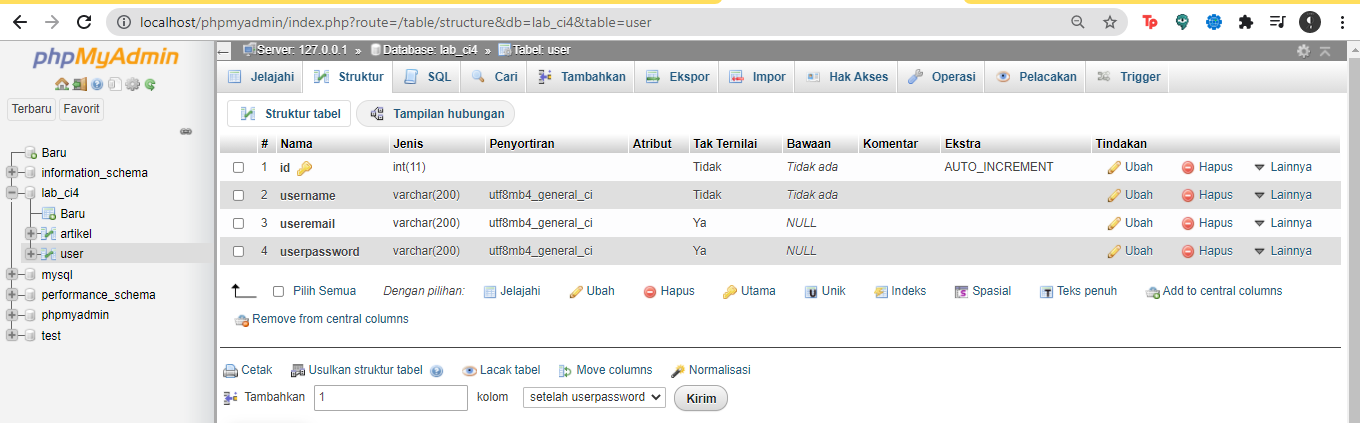 localhost/phpmyadmin/index.php?route=/table/structure&db=lab_ci4&table=user
phpMyAdmin
Terbaru Favorit
Baru
information_schema
lab_ci4
Baru
artikel
user
mysql
performance_schema
phpmyadmin
test
Server: 127.0.0.1 » Database: lab_ci4 » Tabel: user
Jelajahi Struktur SQL Cari Tambahkan Ekspor Impor Hak Akses Operasi Pelacakan Trigger
Struktur tabel Tampilan hubungan
# Nama Jenis Penyortiran Atribut Tak Ternilai Bawaan Komentar Ekstra Tindakan
1 id int(11) Tidak Tidak ada AUTO_INCREMENT Ubah Hapus Lainnya
2 username varchar(200) utf8mb4_general_ci Tidak Tidak ada Ubah Hapus Lainnya
3 useremail varchar(200) utf8mb4_general_ci Ya NULL Ubah Hapus Lainnya
4 userpassword varchar(200) utf8mb4_general_ci Ya NULL Ubah Hapus Lainnya
Pilih Semua Dengan pilihan: Jelajahi Ubah Hapus Utama Unik Indeks Spasial Teks penuh Add to central columns
Remove from central columns
Cetak Usulkan struktur tabel Lacak tabel Move columns Normalisasi
Tambahkan 1 kolom setelah userpassword Kirim